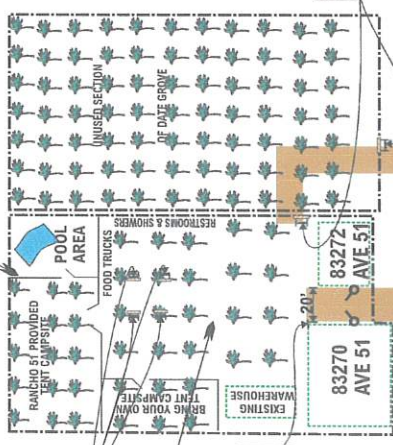 UNUSED SECTION
OF DATE GROVE
POOL
AREA
RANCHO 51 PROVIDED
TENT CAMPSITE
FOOD TRUCKS
RESTROOMS & SHOWERS
BRING YOUR OWN
TENT CAMPSITE
EXISTING
WAREHOUSE
20'
83270
AVE 51
83272
AVE 51